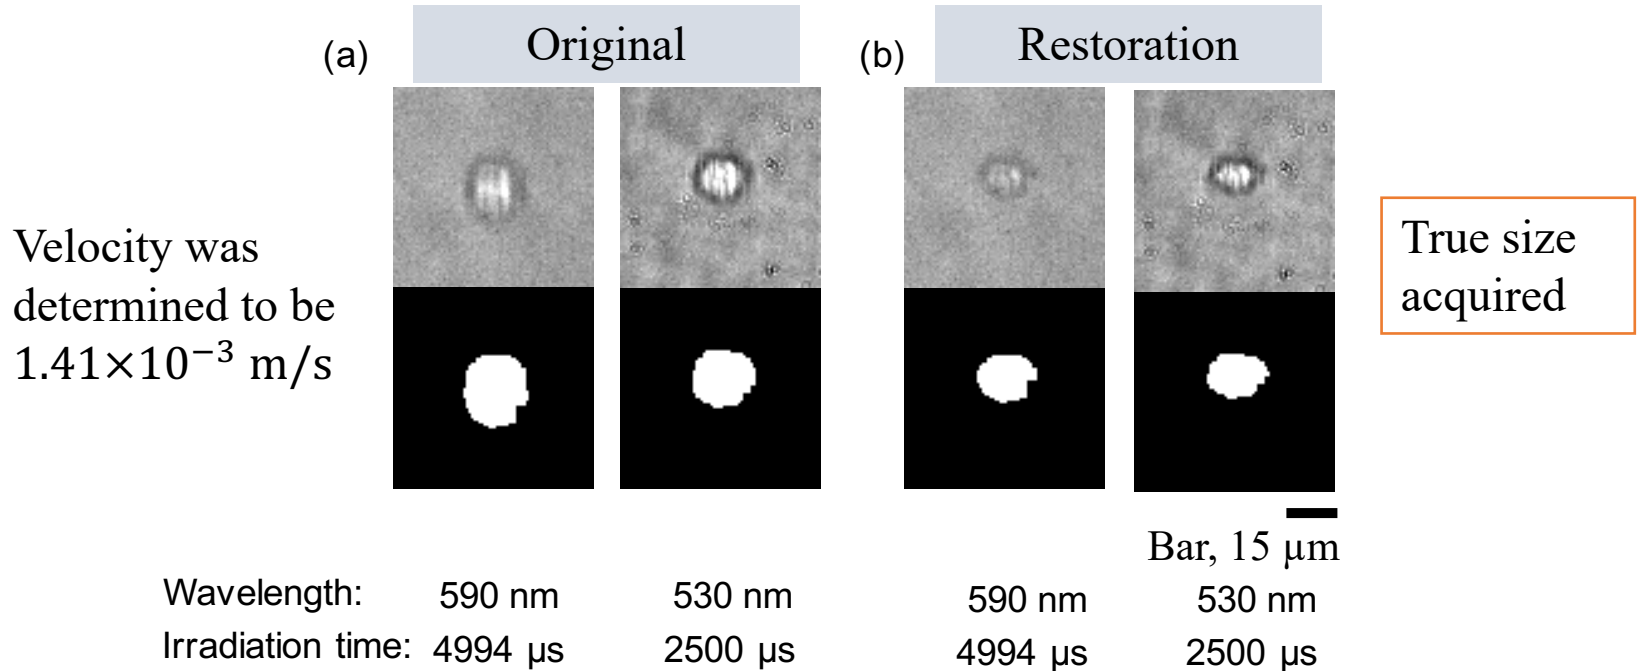 (a) Original
(b) Restoration
Velocity was
determined to be
1.41×10⁻³ m/s
True size
acquired
Bar, 15 µm
Wavelength: 590 nm 530 nm 590 nm 530 nm
Irradiation time: 4994 µs 2500 µs 4994 µs 2500 µs